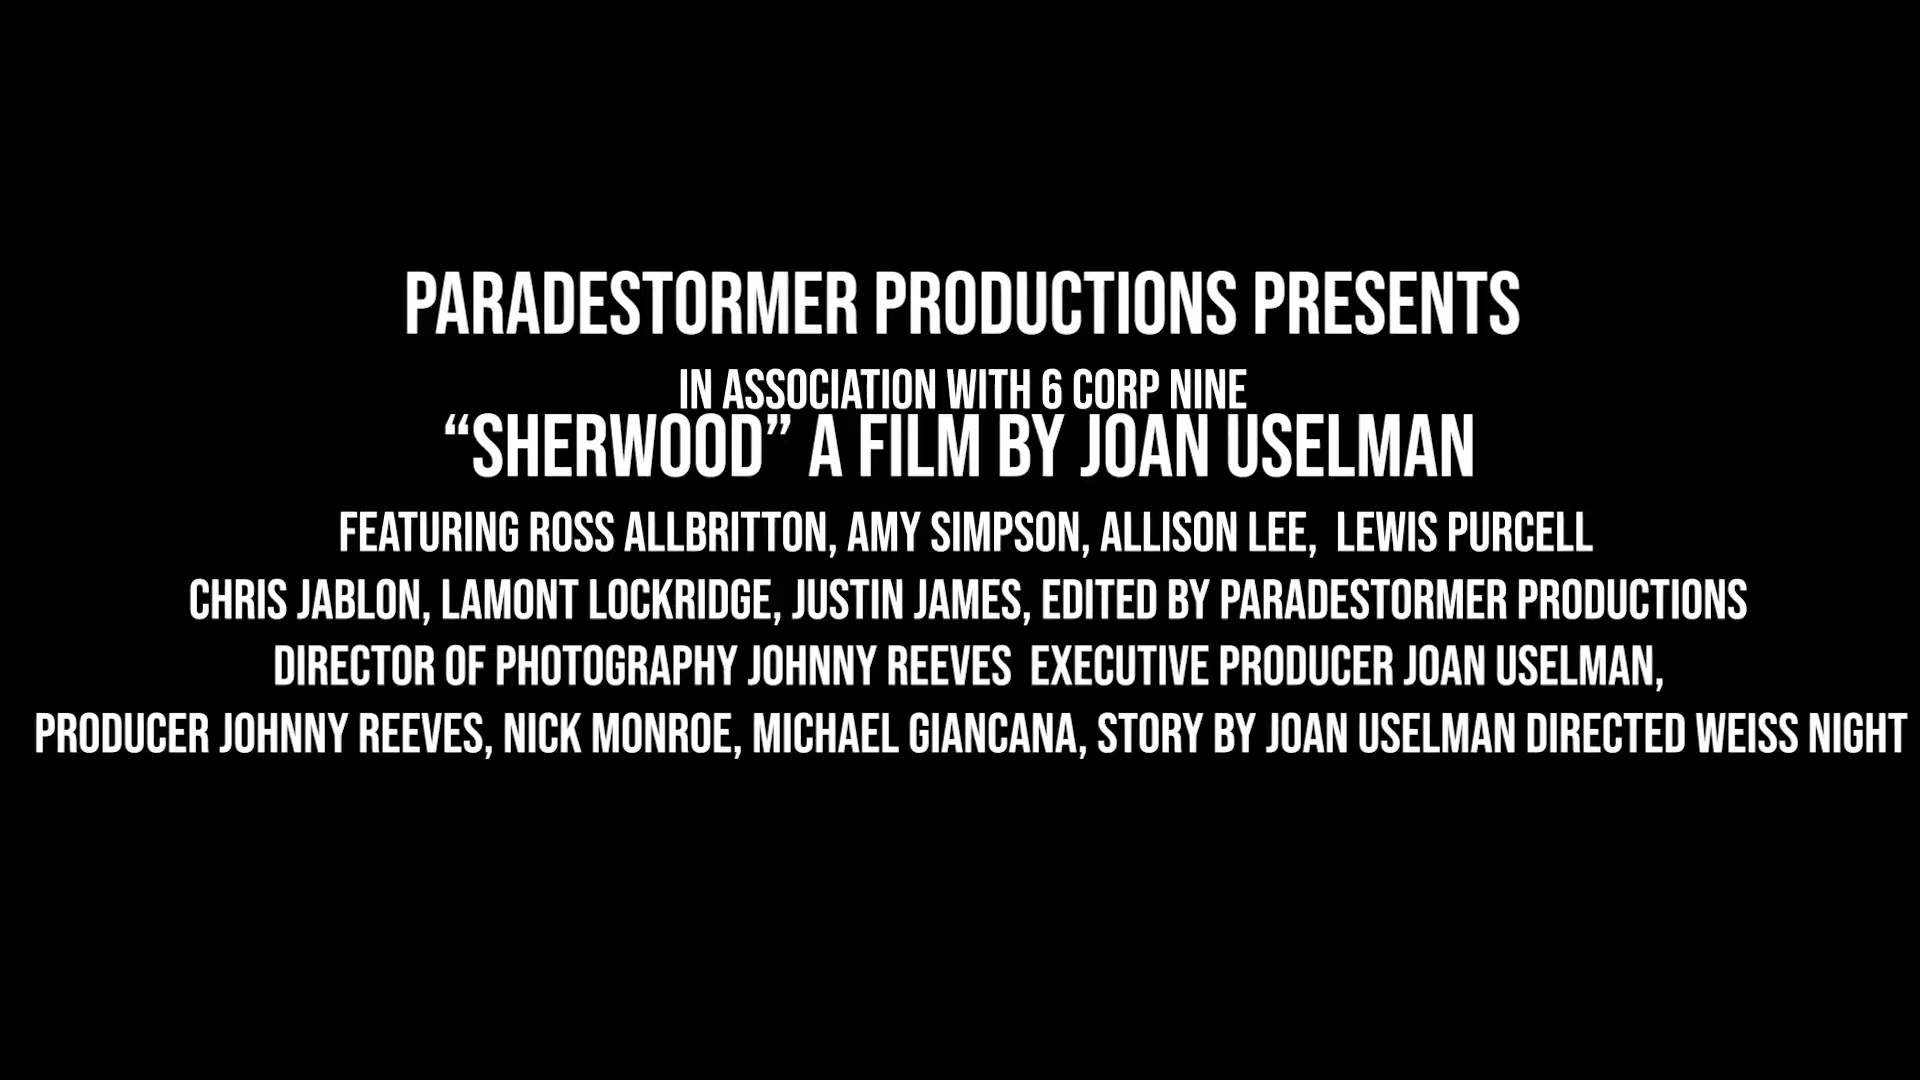 PARADESTORMER PRODUCTIONS PRESENTS
IN ASSOCIATION WITH 6 CORP NINE
“SHERWOOD” A FILM BY JOAN USELMAN
FEATURING ROSS ALLBRITTON, AMY SIMPSON, ALLISON LEE, LEWIS PURCELL
CHRIS JABLON, LAMONT LOCKRIDGE, JUSTIN JAMES, EDITED BY PARADESTORMER PRODUCTIONS
DIRECTOR OF PHOTOGRAPHY JOHNNY REEVES EXECUTIVE PRODUCER JOAN USELMAN,
PRODUCER JOHNNY REEVES, NICK MONROE, MICHAEL GIANCANA, STORY BY JOAN USELMAN DIRECTED WEISS NIGHT